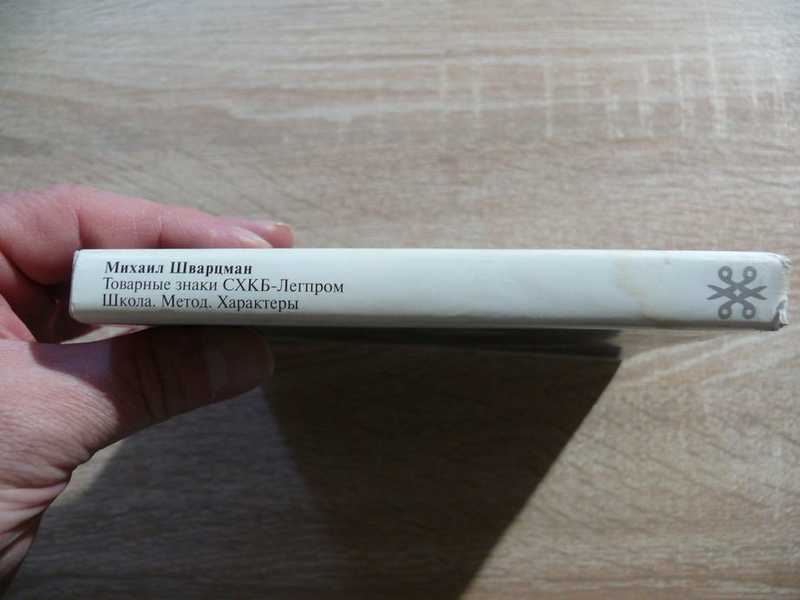 Михаил Шварцман
Товарные знаки СХКБ-Легпром
Школа. Метод. Характеры